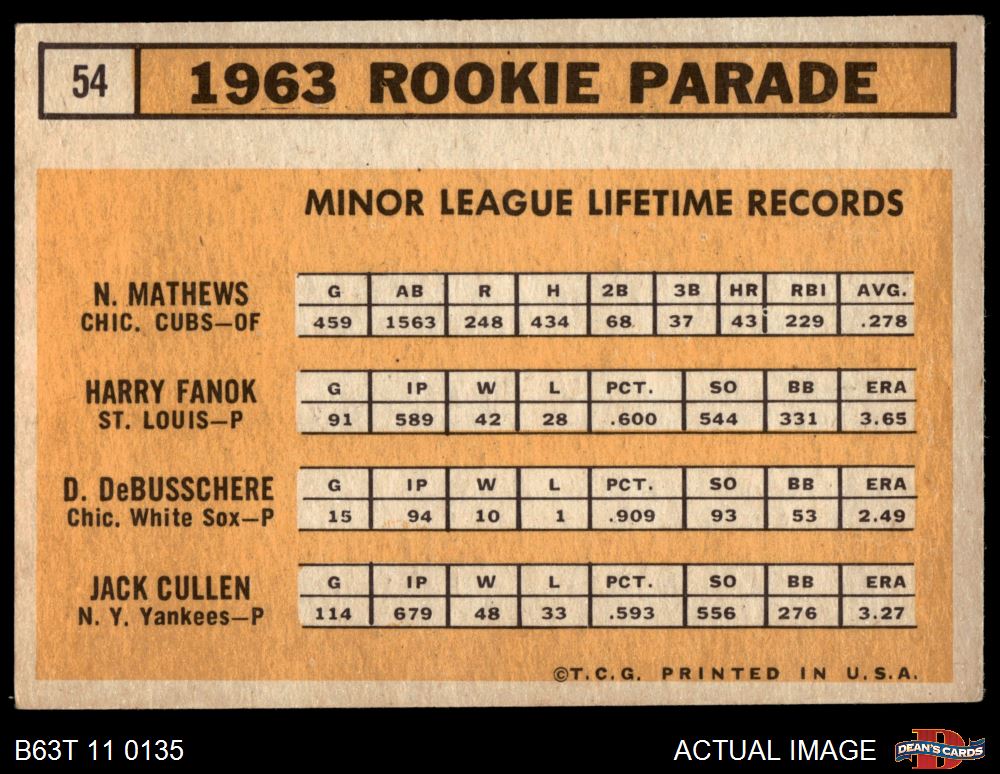 54 1963 ROOKIE PARADE
MINOR LEAGUE LIFETIME RECORDS
N. MATHEWS
CHIC. CUBS—OF
G AB R H 2B 3B HR RBI AVG.
459 1563 248 434 68 37 43 229 .278
HARRY FANOK
ST. LOUIS—P
G IP W L PCT. SO BB ERA
91 589 42 28 .600 544 331 3.65
D. DeBUSSCHERE
Chic. White Sox—P
G IP W L PCT. SO BB ERA
15 94 10 1 .909 93 53 2.49
JACK CULLEN
N. Y. Yankees—P
G IP W L PCT. SO BB ERA
114 679 48 33 .593 556 276 3.27
©T.C.G. PRINTED IN U.S.A.
B63T 11 0135 ACTUAL IMAGE DEAN'S CARDS